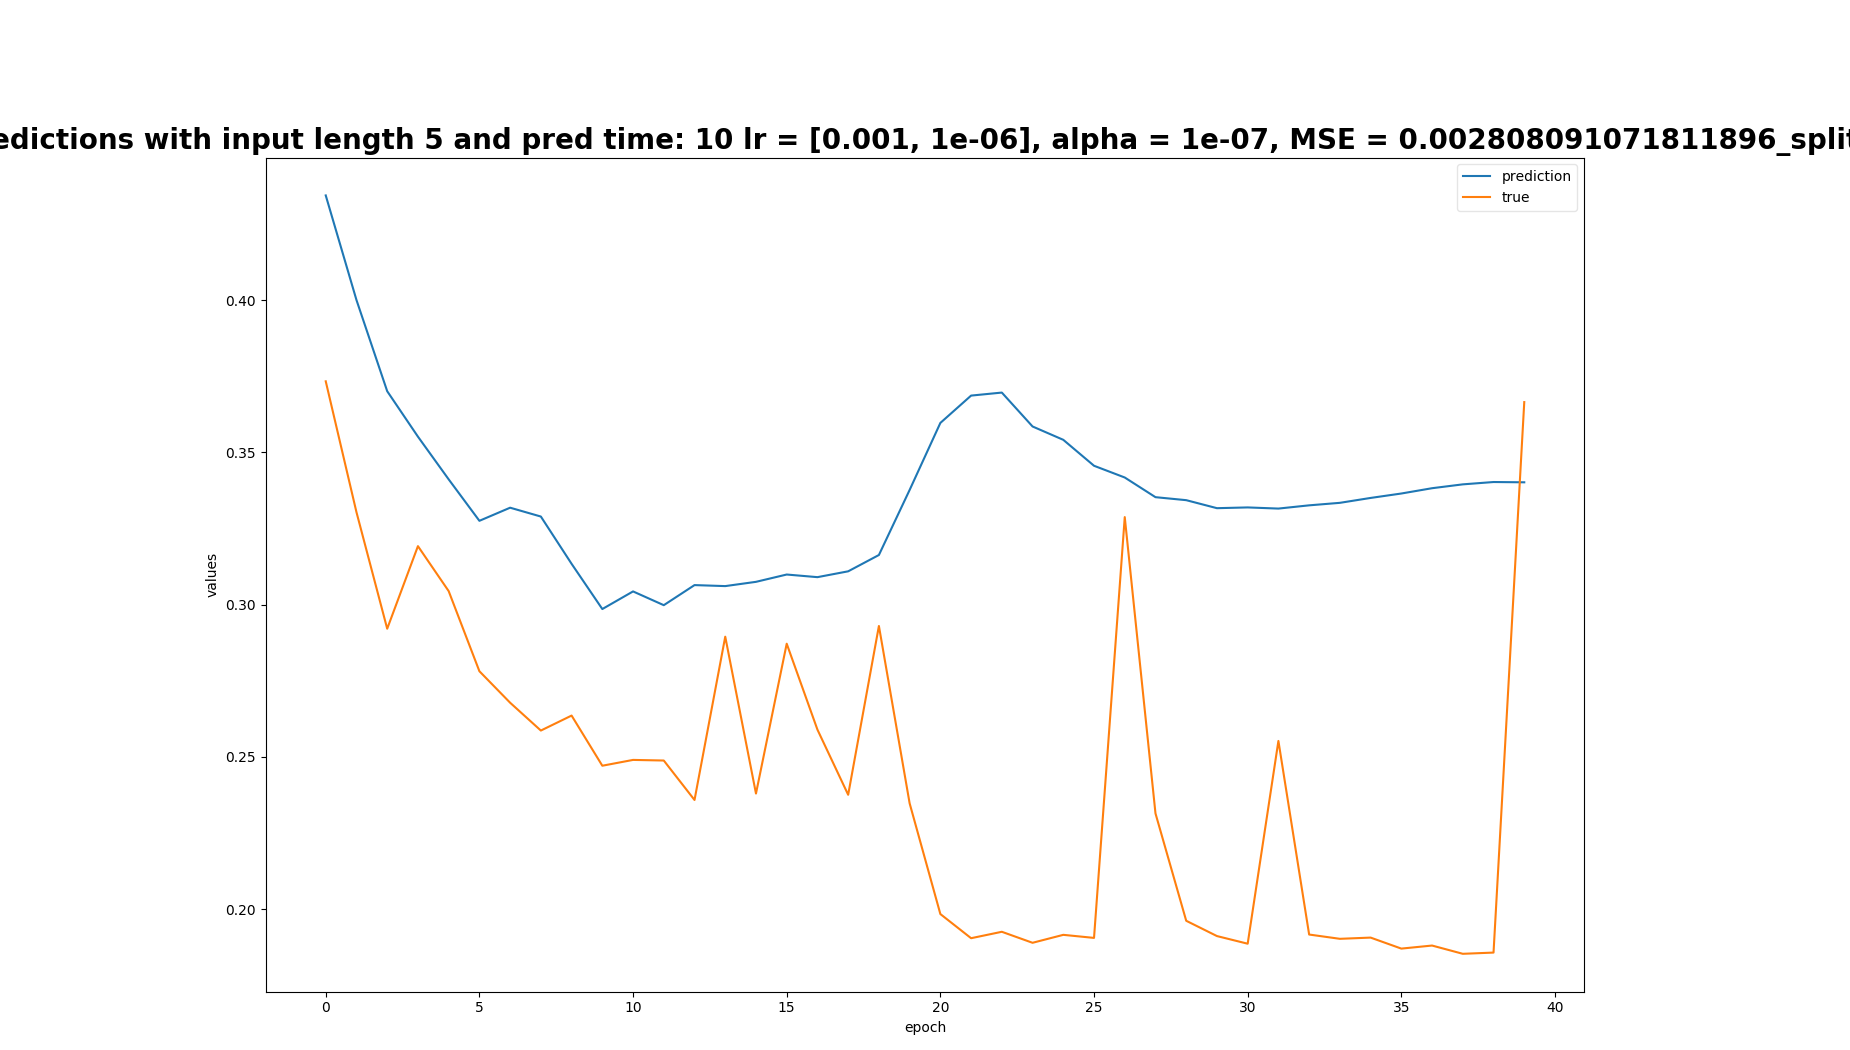 edictions with input length 5 and pred time: 10 lr = [0.001, 1e-06], alpha = 1e-07, MSE = 0.002808091071811896_split
prediction
true
0.40
0.35
0.30
0.25
0.20
values
0 5 10 15 20 25 30 35 40
epoch